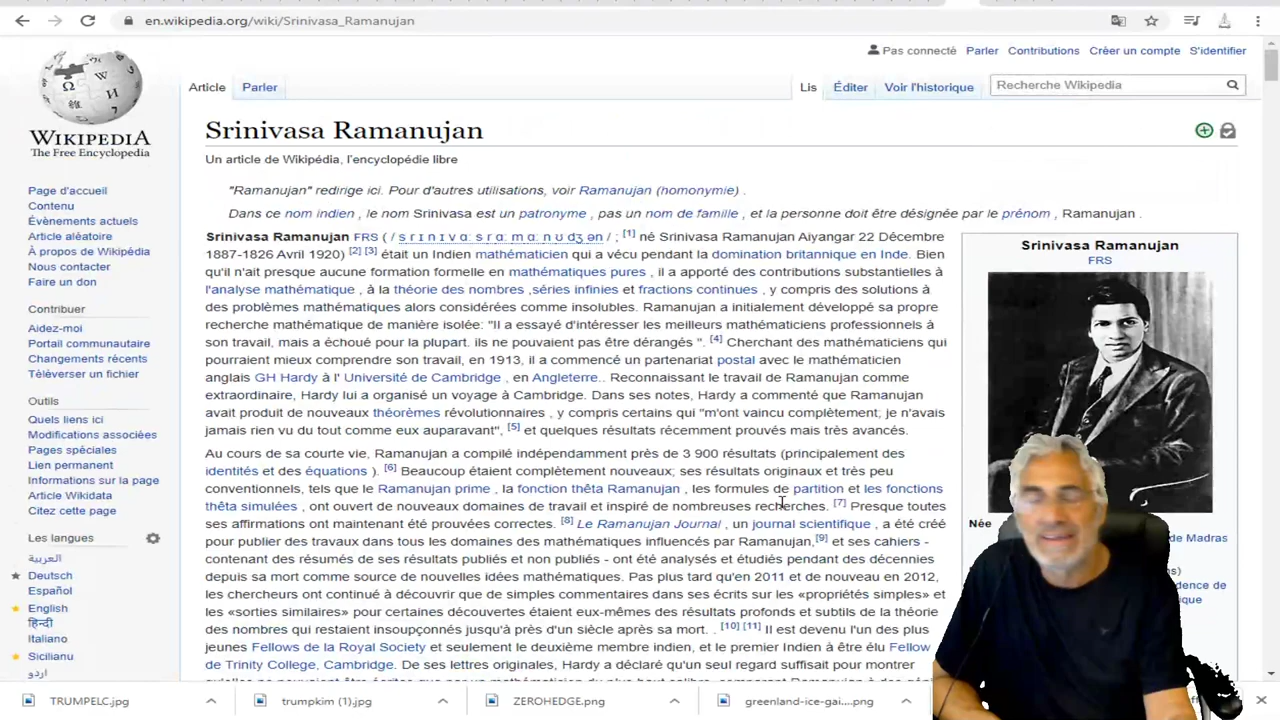 en.wikipedia.org/wiki/Srinivasa_Ramanujan
Pas connecté Parler Contributions Créer un compte S'identifier
Article Parler Lis Éditer Voir l'historique Recherche Wikipedia
WIKIPEDIA
The Free Encyclopedia
Page d'accueil
Contenu
Évènements actuels
Article aléatoire
À propos de Wikipédia
Nous contacter
Faire un don
Contribuer
Aidez-moi
Portail communautaire
Changements récents
Téléverser un fichier
Outils
Quels liens ici
Modifications associées
Pages spéciales
Lien permanent
Informations sur la page
Article Wikidata
Citez cette page
Les langues
العربية
Deutsch
Español
English
हिन्दी
Italiano
Sicilianu
اردو
Srinivasa Ramanujan
Un article de Wikipédia, l'encyclopédie libre
"Ramanujan" redirige ici. Pour d'autres utilisations, voir Ramanujan (homonymie) .
Dans ce nom indien , le nom Srinivasa est un patronyme , pas un nom de famille , et la personne doit être désignée par le prénom , Ramanujan .
Srinivasa Ramanujan FRS ( / s r ɪ n ɪ v ɑː s r ɑː m ɑː n ʊ dʒ ən / ; [1] né Srinivasa Ramanujan Aiyangar 22 Décembre
1887-1826 Avril 1920) [2] [3] était un Indien mathématicien qui a vécu pendant la domination britannique en Inde. Bien
qu'il n'ait presque aucune formation formelle en mathématiques pures , il a apporté des contributions substantielles à
l'analyse mathématique , à la théorie des nombres ,séries infinies et fractions continues , y compris des solutions à
des problèmes mathématiques alors considérées comme insolubles. Ramanujan a initialement développé sa propre
recherche mathématique de manière isolée: "Il a essayé d'intéresser les meilleurs mathématiciens professionnels à
son travail, mais a échoué pour la plupart. ils ne pouvaient pas être dérangés ". [4] Cherchant des mathématiciens qui
pourraient mieux comprendre son travail, en 1913, il a commencé un partenariat postal avec le mathématicien
anglais GH Hardy à l' Université de Cambridge , en Angleterre.. Reconnaissant le travail de Ramanujan comme
extraordinaire, Hardy lui a organisé un voyage à Cambridge. Dans ses notes, Hardy a commenté que Ramanujan
avait produit de nouveaux théorèmes révolutionnaires , y compris certains qui "m'ont vaincu complètement; je n'avais
jamais rien vu du tout comme eux auparavant", [5] et quelques résultats récemment prouvés mais très avancés.
Au cours de sa courte vie, Ramanujan a compilé indépendamment près de 3 900 résultats (principalement des
identités et des équations ). [6] Beaucoup étaient complètement nouveaux; ses résultats originaux et très peu
conventionnels, tels que le Ramanujan prime , la fonction thêta Ramanujan , les formules de partition et les fonctions
thêta simulées , ont ouvert de nouveaux domaines de travail et inspiré de nombreuses recherches. [7] Presque toutes
ses affirmations ont maintenant été prouvées correctes. [8] Le Ramanujan Journal , un journal scientifique , a été créé
pour publier des travaux dans tous les domaines des mathématiques influencés par Ramanujan,[9] et ses cahiers -
contenant des résumés de ses résultats publiés et non publiés - ont été analysés et étudiés pendant des décennies
depuis sa mort comme source de nouvelles idées mathématiques. Pas plus tard qu'en 2011 et de nouveau en 2012,
les chercheurs ont continué à découvrir que de simples commentaires dans ses écrits sur les «propriétés simples» et
les «sorties similaires» pour certaines découvertes étaient eux-mêmes des résultats profonds et subtils de la théorie
des nombres qui restaient insoupçonnés jusqu'à près d'un siècle après sa mort. . [10] [11] Il est devenu l'un des plus
jeunes Fellows de la Royal Society et seulement le deuxième membre indien, et le premier Indien à être élu Fellow
de Trinity College, Cambridge. De ses lettres originales, Hardy a déclaré qu'un seul regard suffisait pour montrer
Srinivasa Ramanujan
FRS
Née
de Madras
TRUMPELC.jpg trumpkim (1).jpg ZEROHEDGE.png greenland-ice-gai....png